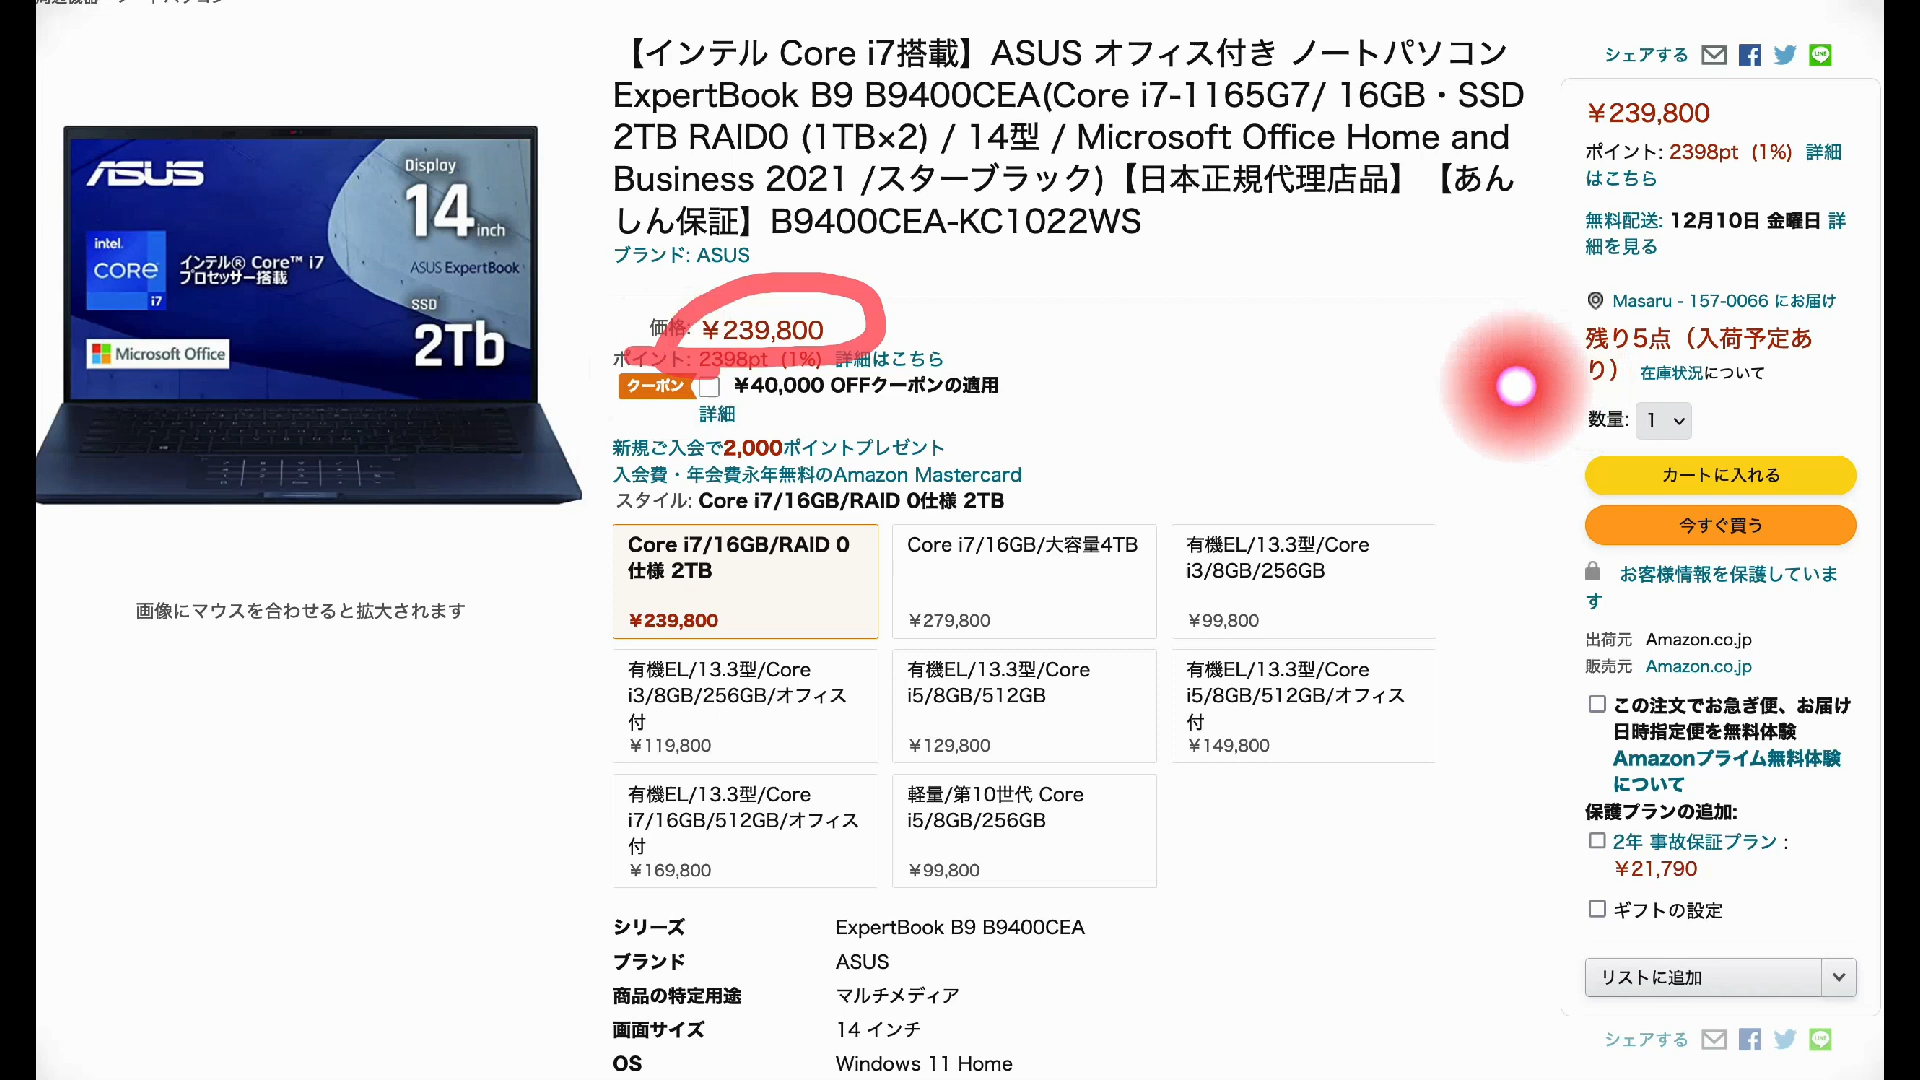 【インテル Core i7搭載】ASUS オフィス付き ノートパソコン
ExpertBook B9 B9400CEA(Core i7-1165G7/ 16GB・SSD
2TB RAID0 (1TB×2) / 14型 / Microsoft Office Home and
Business 2021 /スターブラック)【日本正規代理店品】【あん
しん保証】B9400CEA-KC1022WS
ブランド: ASUS
ASUS
Display
14 inch
intel.
CORE
i7
インテル® Core™ i7
プロセッサー搭載
ASUS ExpertBook
SSD
2Tb
Microsoft Office
画像にマウスを合わせると拡大されます
価格: ￥239,800
ポイント: 2398pt (1%) 詳細はこちら
クーポン ¥40,000 OFFクーポンの適用
詳細
新規ご入会で2,000ポイントプレゼント
入会費・年会費永年無料のAmazon Mastercard
スタイル: Core i7/16GB/RAID 0仕様 2TB
Core i7/16GB/RAID 0
仕様 2TB
￥239,800
Core i7/16GB/大容量4TB
￥279,800
有機EL/13.3型/Core
i3/8GB/256GB
￥99,800
有機EL/13.3型/Core
i3/8GB/256GB/オフィス
付
￥119,800
有機EL/13.3型/Core
i5/8GB/512GB
￥129,800
有機EL/13.3型/Core
i5/8GB/512GB/オフィス
付
￥149,800
有機EL/13.3型/Core
i7/16GB/512GB/オフィス
付
￥169,800
軽量/第10世代 Core
i5/8GB/256GB
￥99,800
シリーズ ExpertBook B9 B9400CEA
ブランド ASUS
商品の特定用途 マルチメディア
画面サイズ 14 インチ
OS Windows 11 Home
シェアする
￥239,800
ポイント: 2398pt (1%) 詳細
はこちら
無料配送: 12月10日 金曜日 詳
細を見る
Masaru - 157-0066 にお届け
残り5点（入荷予定あ
り） 在庫状況について
数量: 1
カートに入れる
今すぐ買う
お客様情報を保護していま
す
出荷元 Amazon.co.jp
販売元 Amazon.co.jp
この注文でお急ぎ便、お届け
日時指定便を無料体験
Amazonプライム無料体験
について
保護プランの追加:
2年 事故保証プラン :
￥21,790
ギフトの設定
リストに追加
シェアする